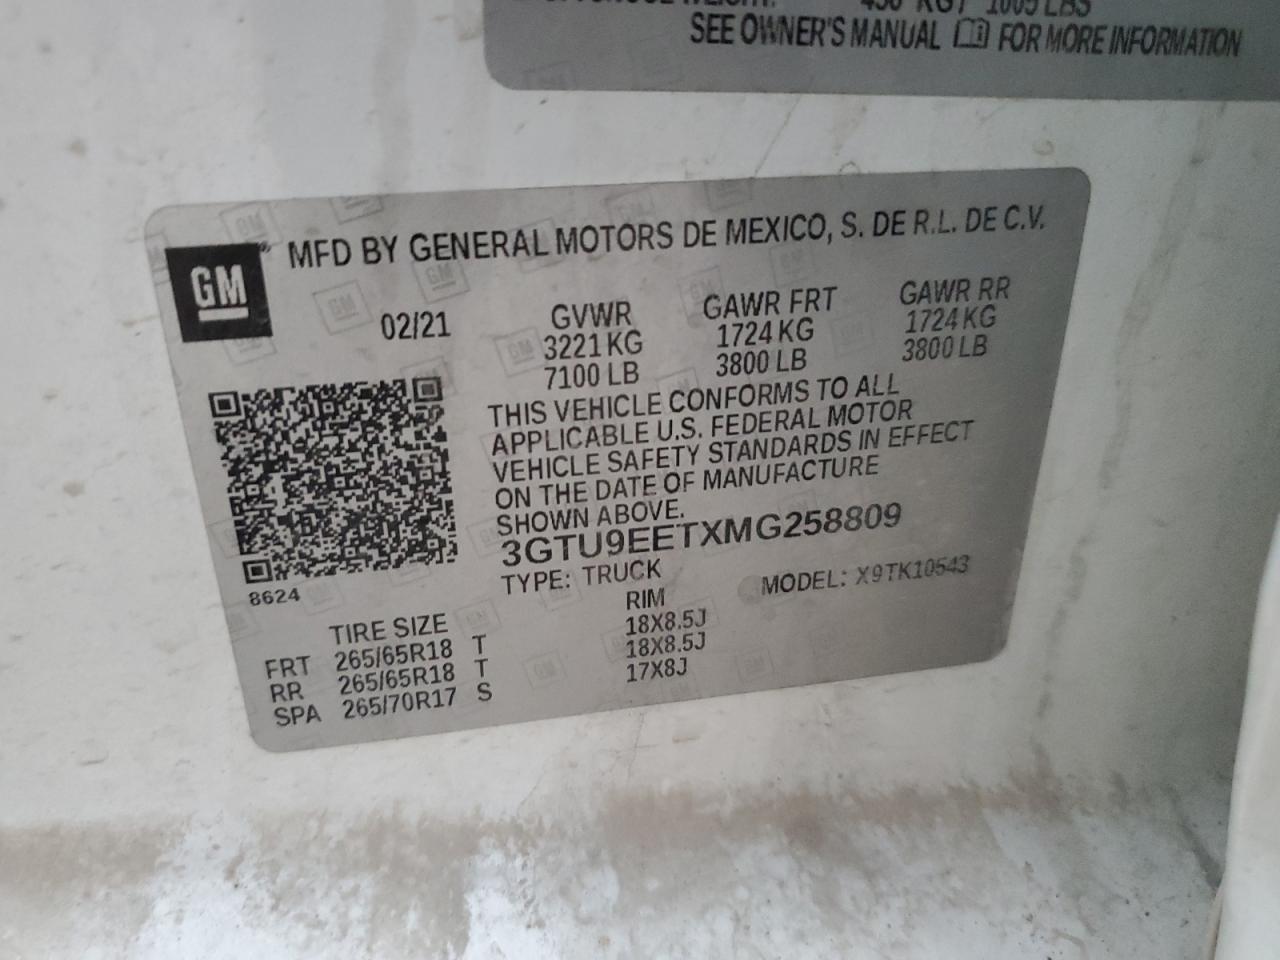 SEE OWNER'S MANUAL FOR MORE INFORMATION
GM
MFD BY GENERAL MOTORS DE MEXICO, S. DE R.L. DE C.V.
02/21 GVWR GAWR FRT GAWR RR
3221 KG 1724 KG 1724 KG
7100 LB 3800 LB 3800 LB
THIS VEHICLE CONFORMS TO ALL
APPLICABLE U.S. FEDERAL MOTOR
VEHICLE SAFETY STANDARDS IN EFFECT
ON THE DATE OF MANUFACTURE
SHOWN ABOVE.
3GTU9EETXMG258809
8624
TYPE: TRUCK MODEL: X9TK10543
TIRE SIZE RIM
FRT 265/65R18 T 18X8.5J
RR 265/65R18 T 18X8.5J
SPA 265/70R17 S 17X8J